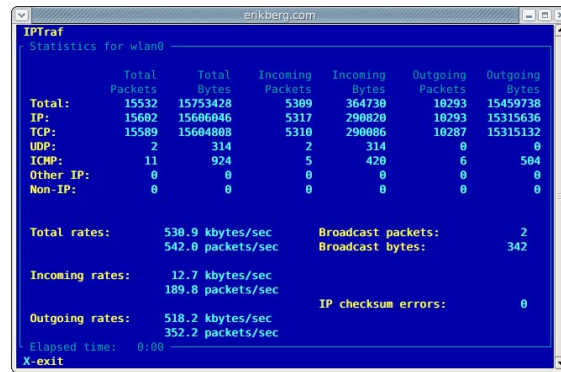 erikberg.com
IPTraf
Statistics for wlan0
Total Total Incoming Incoming Outgoing Outgoing
Packets Bytes Packets Bytes Packets Bytes
Total: 15532 15753428 5309 364730 10293 15459738
IP: 15602 15606046 5317 290820 10293 15315636
TCP: 15589 15604808 5310 290086 10287 15315132
UDP: 2 314 2 314 0 0
ICMP: 11 924 5 420 6 504
Other IP: 0 0 0 0 0 0
Non-IP: 0 0 0 0 0 0
Total rates: 530.9 kbytes/sec Broadcast packets: 2
542.0 packets/sec Broadcast bytes: 342
Incoming rates: 12.7 kbytes/sec
189.8 packets/sec
IP checksum errors: 0
Outgoing rates: 518.2 kbytes/sec
352.2 packets/sec
Elapsed time: 0:00
X-exit